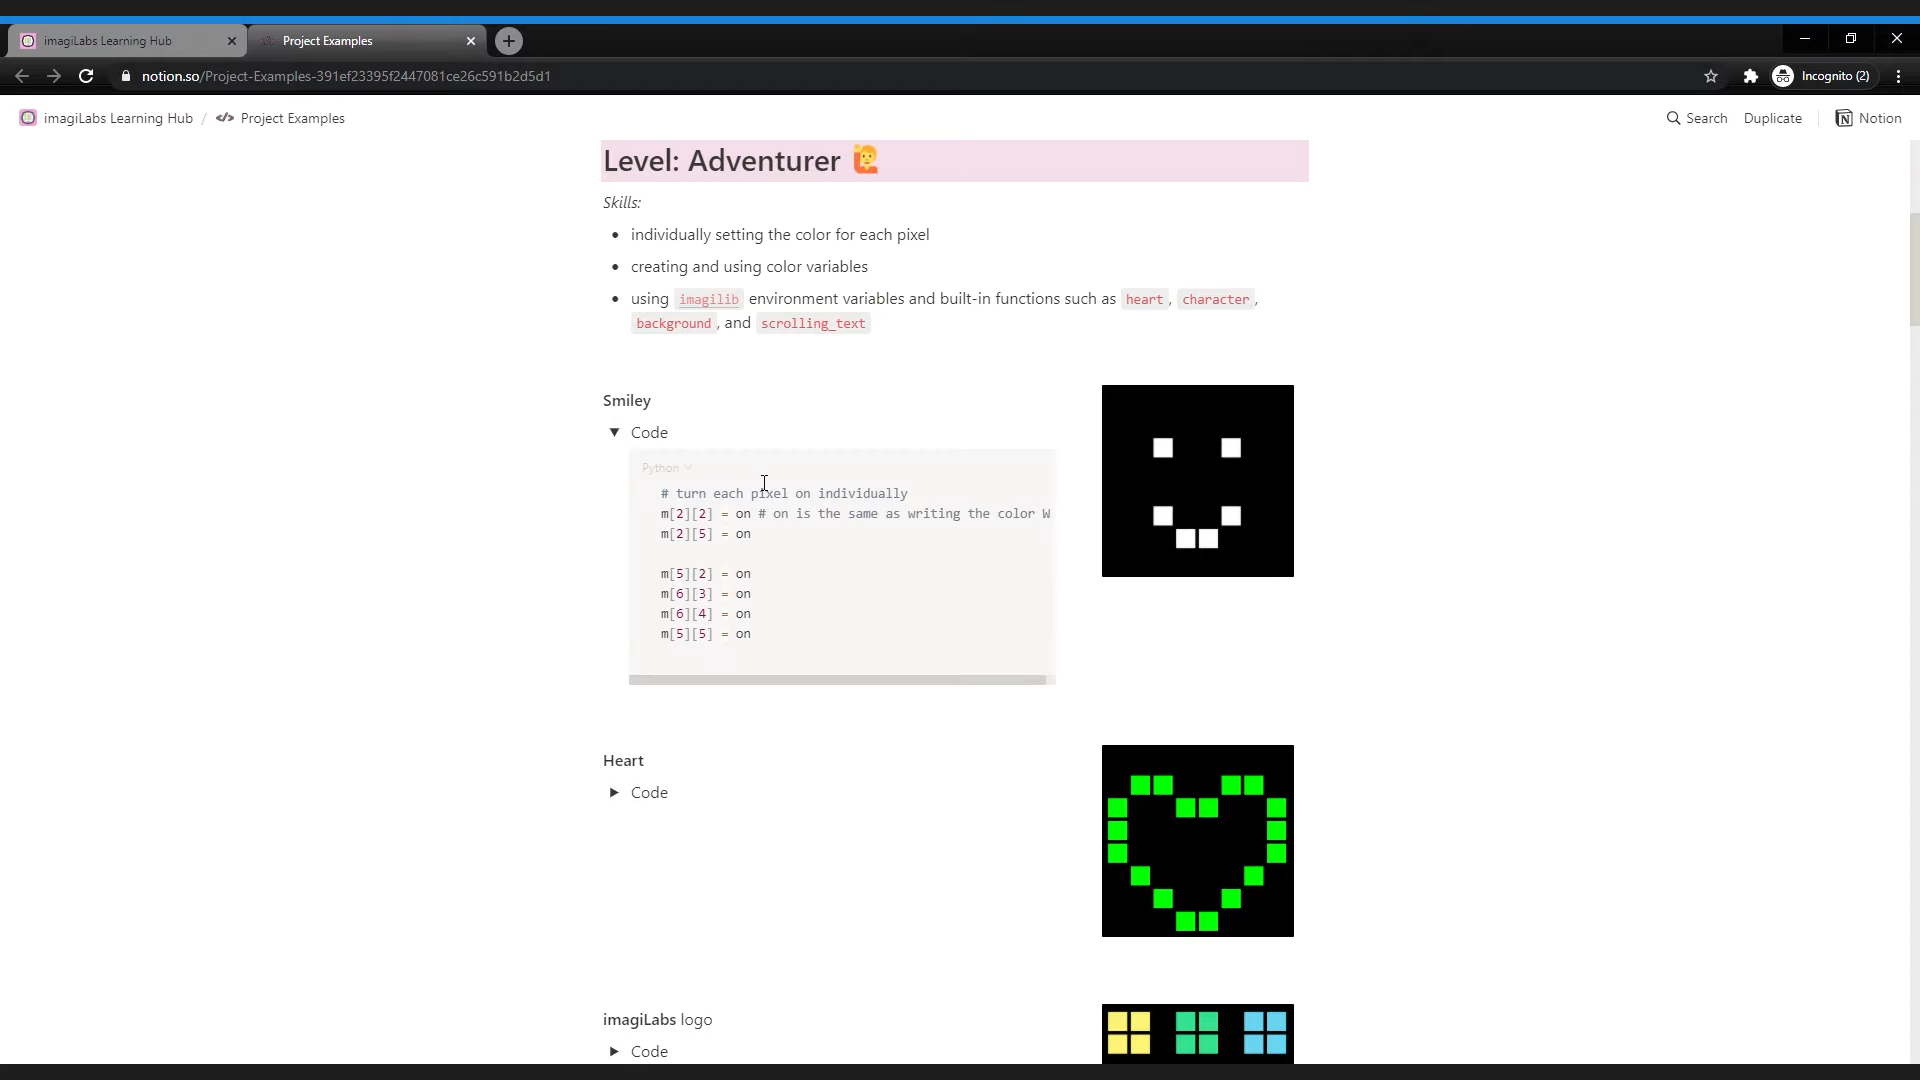 imagiLabs Learning Hub
Project Examples
notion.so/Project-Examples-391ef23395f2447081ce26c591b2d5d1
Incognito (2)
imagiLabs Learning Hub / </> Project Examples
Search Duplicate Notion
Level: Adventurer
Skills:
• individually setting the color for each pixel
• creating and using color variables
• using imagilib environment variables and built-in functions such as heart, character,
background, and scrolling_text
Smiley
Code
Python
# turn each pixel on individually
m[2][2] = on # on is the same as writing the color W
m[2][5] = on
m[5][2] = on
m[6][3] = on
m[6][4] = on
m[5][5] = on
Heart
Code
imagiLabs logo
Code